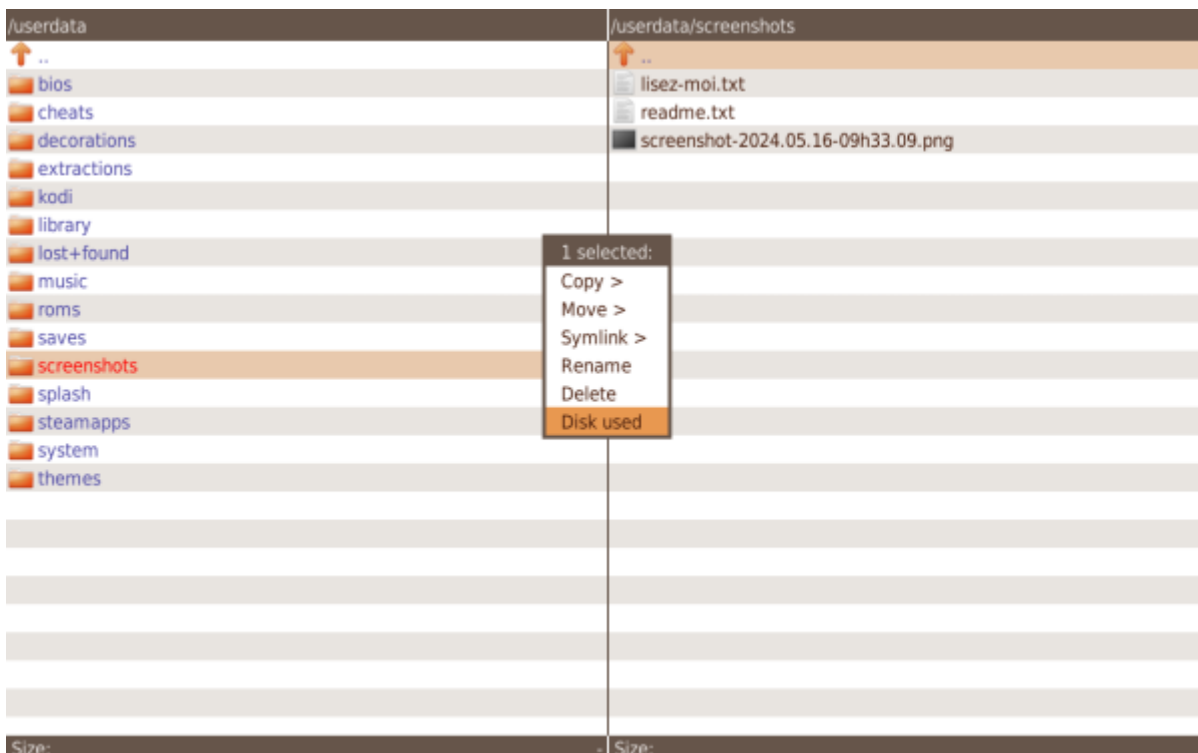 /userdata
..
bios
cheats
decorations
extractions
kodi
library
lost+found
music
roms
saves
screenshots
splash
steamapps
system
themes
Size: -
/userdata/screenshots
..
lisez-moi.txt
readme.txt
screenshot-2024.05.16-09h33.09.png
Size:
1 selected:
Copy >
Move >
Symlink >
Rename
Delete
Disk used